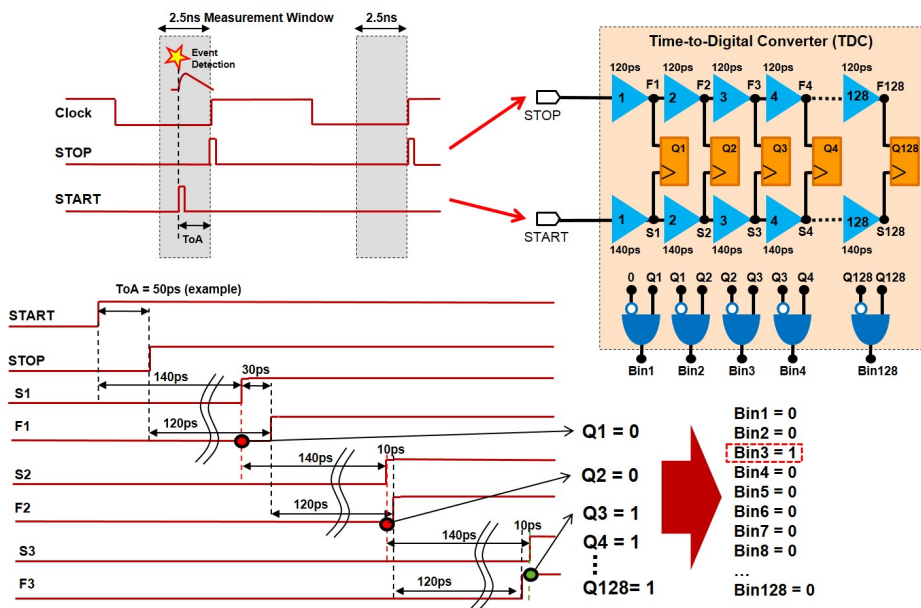 2.5ns Measurement Window
2.5ns
Event
Detection
Clock
STOP
START
ToA
Time-to-Digital Converter (TDC)
120ps 120ps 120ps 120ps 120ps
F1 F2 F3 F4 F128
1 2 3 4 128
STOP
Q1 Q2 Q3 Q4 Q128
1 2 3 4 128
START
S1 S2 S3 S4 S128
140ps 140ps 140ps 140ps 140ps
0 Q1 Q1 Q2 Q2 Q3 Q3 Q4 Q128 Q128
Bin1 Bin2 Bin3 Bin4 Bin128
ToA = 50ps (example)
START
STOP
140ps
30ps
S1
F1
120ps
140ps
10ps
S2
F2
120ps
140ps
10ps
S3
F3
120ps
Q1 = 0
Q2 = 0
Q3 = 1
Q4 = 1
Q128= 1
Bin1 = 0
Bin2 = 0
Bin3 = 1
Bin4 = 0
Bin5 = 0
Bin6 = 0
Bin7 = 0
Bin8 = 0
...
Bin128 = 0